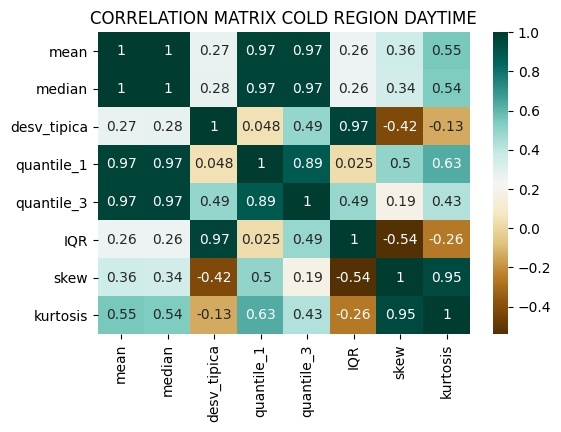 CORRELATION MATRIX COLD REGION DAYTIME
mean 1 1 0.27 0.97 0.97 0.26 0.36 0.55
median 1 1 0.28 0.97 0.97 0.26 0.34 0.54
desv_tipica 0.27 0.28 1 0.048 0.49 0.97 -0.42 -0.13
quantile_1 0.97 0.97 0.048 1 0.89 0.025 0.5 0.63
quantile_3 0.97 0.97 0.49 0.89 1 0.49 0.19 0.43
IQR 0.26 0.26 0.97 0.025 0.49 1 -0.54 -0.26
skew 0.36 0.34 -0.42 0.5 0.19 -0.54 1 0.95
kurtosis 0.55 0.54 -0.13 0.63 0.43 -0.26 0.95 1
mean median desv_tipica quantile_1 quantile_3 IQR skew kurtosis
1.0
0.8
0.6
0.4
0.2
0.0
−0.2
−0.4